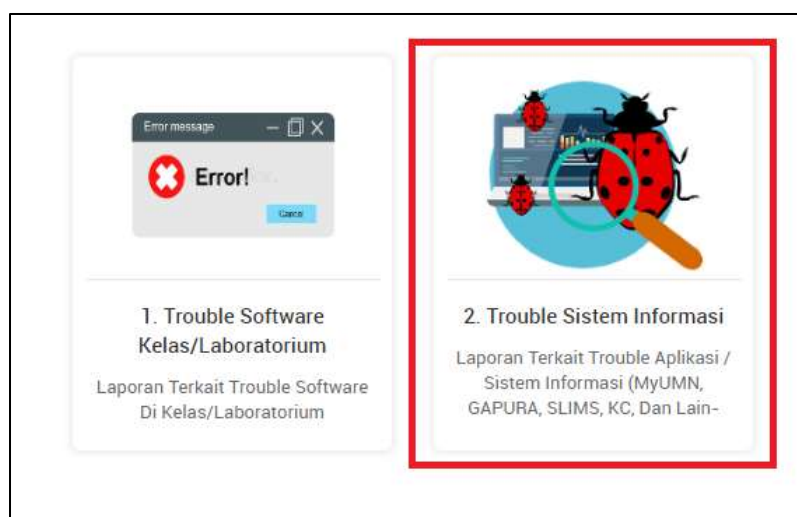 Error message
Error!
Cancel
1. Trouble Software
Kelas/Laboratorium
Laporan Terkait Trouble Software
Di Kelas/Laboratorium
2. Trouble Sistem Informasi
Laporan Terkait Trouble Aplikasi /
Sistem Informasi (MyUMN,
GAPURA, SLIMS, KC, Dan Lain-